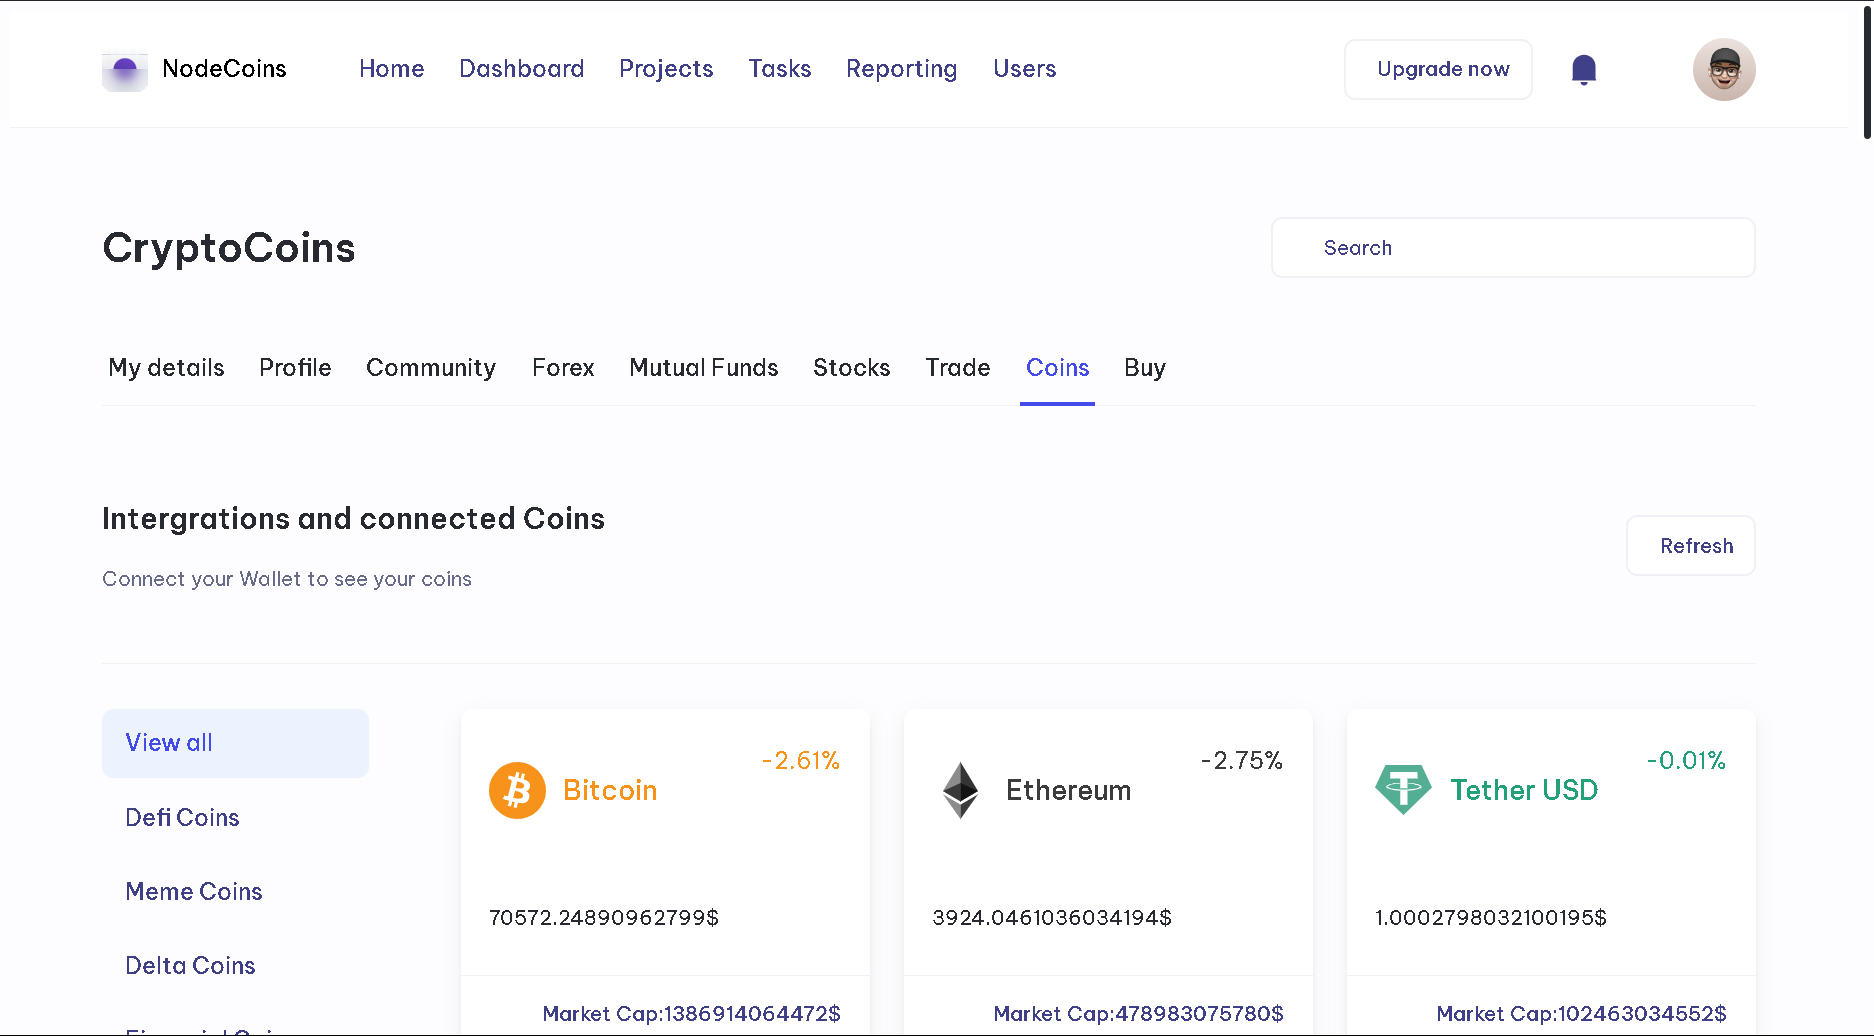 NodeCoins Home Dashboard Projects Tasks Reporting Users Upgrade now
CryptoCoins
Search
My details Profile Community Forex Mutual Funds Stocks Trade Coins Buy
Intergrations and connected Coins
Connect your Wallet to see your coins
Refresh
View all
Defi Coins
Meme Coins
Delta Coins
Bitcoin
-2.61%
70572.24890962799$
Market Cap:1386914064472$
Ethereum
-2.75%
3924.0461036034194$
Market Cap:478983075780$
Tether USD
-0.01%
1.0002798032100195$
Market Cap:102463034552$